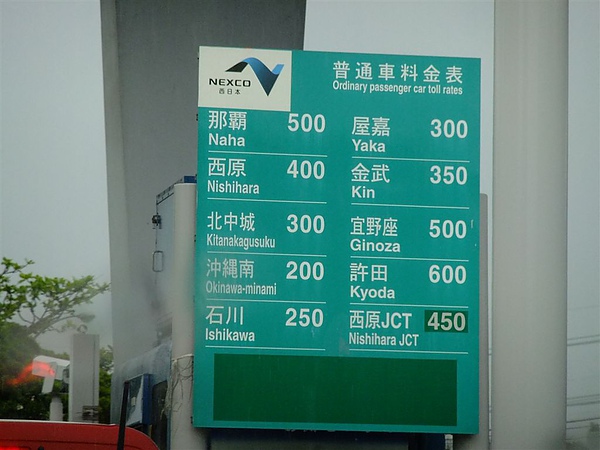 NEXCO
西日本
普通車料金表
Ordinary passenger car toll rates
那覇 500
Naha
西原 400
Nishihara
北中城 300
Kitanakagusuku
沖縄南 200
Okinawa-minami
石川 250
Ishikawa
屋嘉 300
Yaka
金武 350
Kin
宜野座 500
Ginoza
許田 600
Kyoda
西原JCT 450
Nishihara JCT